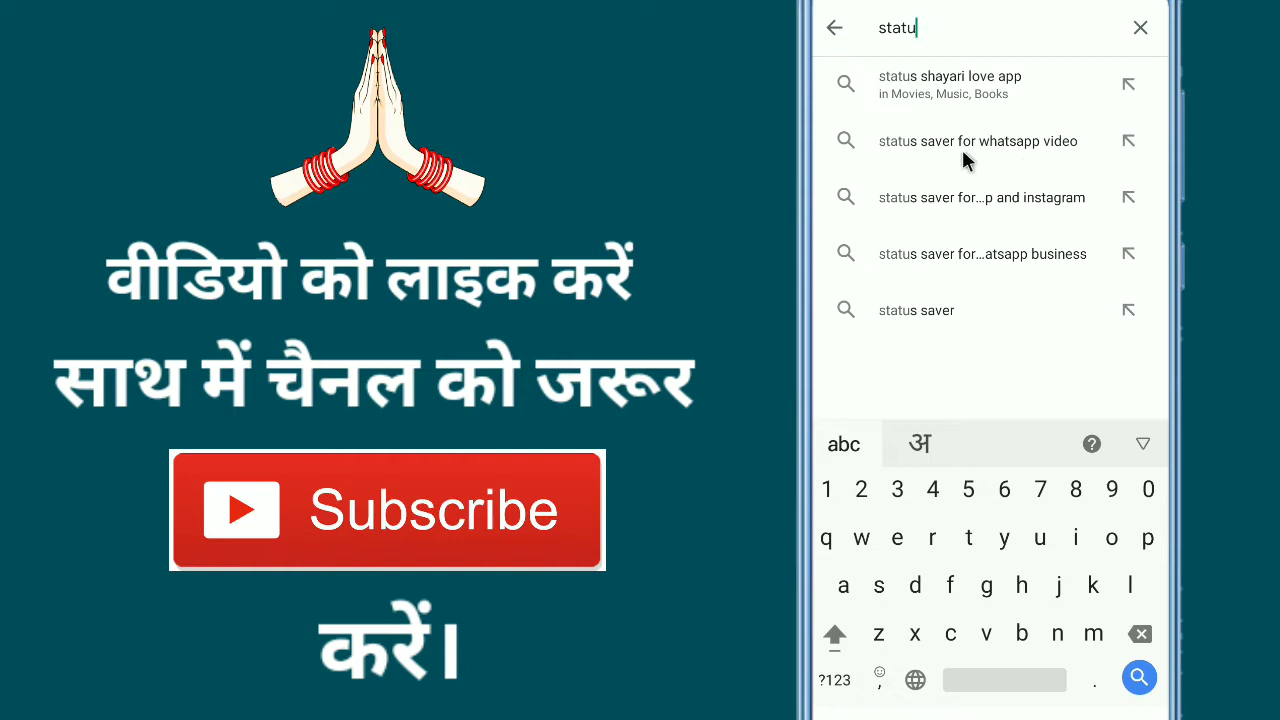 वीडियो को लाइक करें
साथ में चैनल को जरूर
Subscribe
करें।
statu
status shayari love app
in Movies, Music, Books
status saver for whatsapp video
status saver for...p and instagram
status saver for...atsapp business
status saver
abc अ ?
1 2 3 4 5 6 7 8 9 0
q w e r t y u i o p
a s d f g h j k l
z x c v b n m
?123 , .